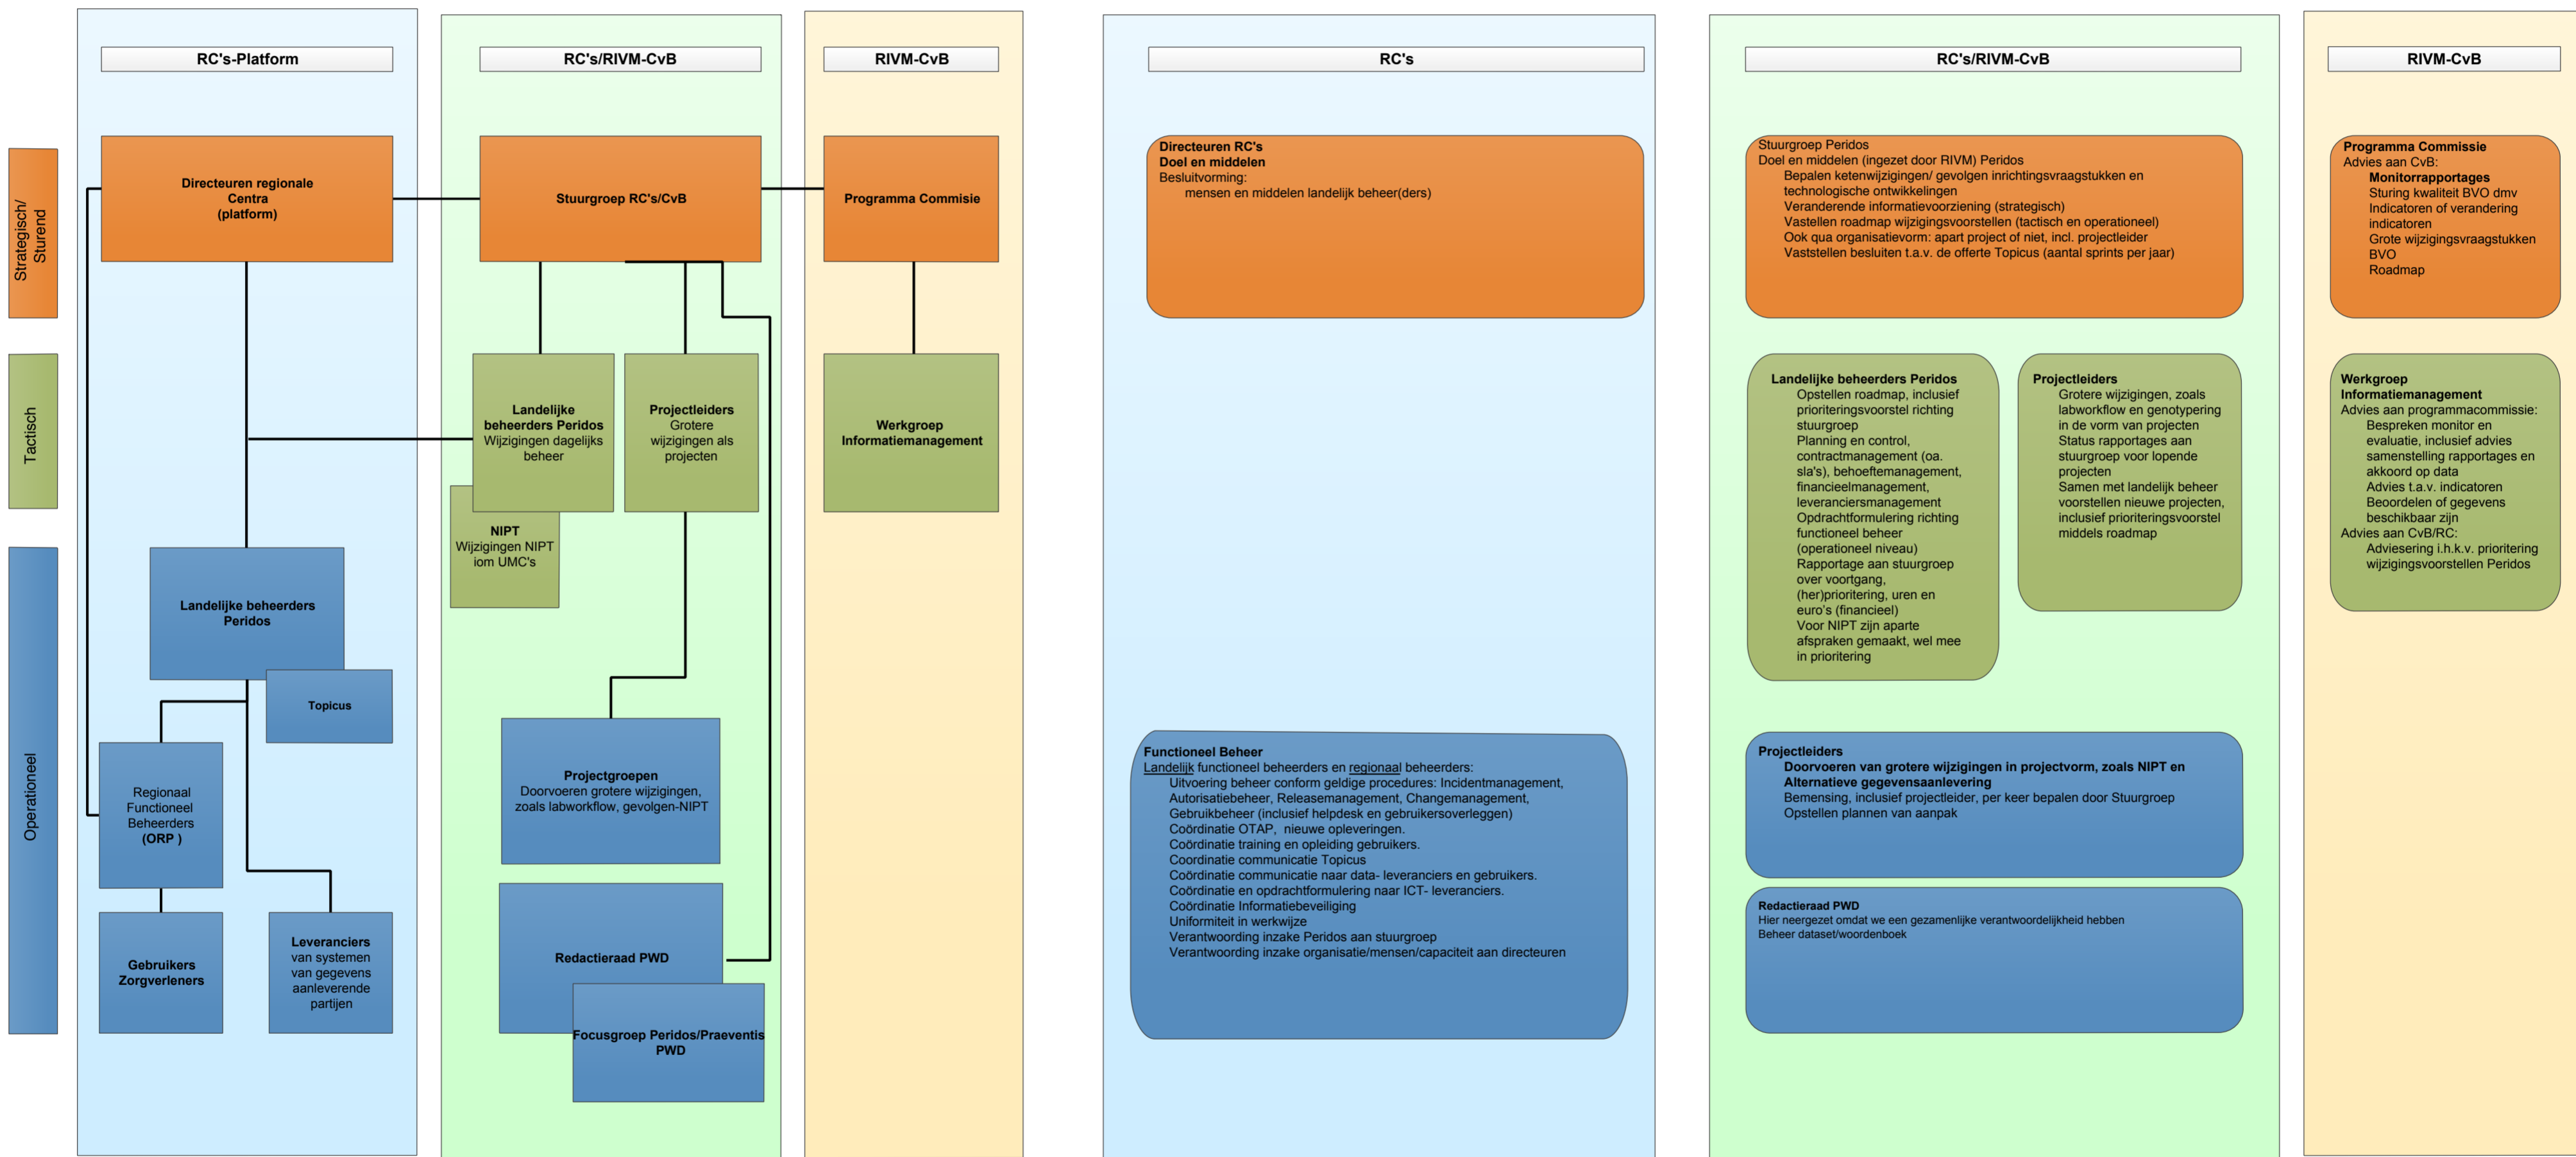 RC's-Platform
RC's/RIVM-CvB
RIVM-CvB
RC's
RC's/RIVM-CvB
RIVM-CvB
Strategisch/
Sturend
Directeuren regionale
Centra
(platform)
Stuurgroep RC's/CvB
Programma Commisie
Directeuren RC's
Doel en middelen
Besluitvorming:
mensen en middelen landelijk beheer(ders)
Stuurgroep Peridos
Doel en middelen (ingezet door RIVM) Peridos
Bepalen ketenwijzigingen/ gevolgen inrichtingsvraagstukken en
technologische ontwikkelingen
Veranderende informatievoorziening (strategisch)
Vastellen roadmap wijzigingsvoorstellen (tactisch en operationeel)
Ook qua organisatievorm: apart project of niet, incl. projectleider
Vaststellen besluiten t.a.v. de offerte Topicus (aantal sprints per jaar)
Programma Commissie
Advies aan CvB:
Monitorrapportages
Sturing kwaliteit BVO dmv
Indicatoren of verandering
indicatoren
Grote wijzigingsvraagstukken
BVO
Roadmap
Tactisch
Landelijke
beheerders Peridos
Wijzigingen dagelijks
beheer
Projectleiders
Grotere
wijzigingen als
projecten
Werkgroep
Informatiemanagement
NIPT
Wijzigingen NIPT
iom UMC's
Landelijke beheerders Peridos
Opstellen roadmap, inclusief
prioriteringsvoorstel richting
stuurgroep
Planning en control,
contractmanagement (oa.
sla's), behoeftemanagement,
financieelmanagement,
leveranciersmanagement
Opdrachtformulering richting
functioneel beheer
(operationeel niveau)
Rapportage aan stuurgroep
over voortgang,
(her)prioritering, uren en
euro's (financieel)
Voor NIPT zijn aparte
afspraken gemaakt, wel mee
in prioritering
Projectleiders
Grotere wijzigingen, zoals
labworkflow en genotypering
in de vorm van projecten
Status rapportages aan
stuurgroep voor lopende
projecten
Samen met landelijk beheer
voorstellen nieuwe projecten,
inclusief prioriteringsvoorstel
middels roadmap
Werkgroep
Informatiemanagement
Advies aan programmacommissie:
Bespreken monitor en
evaluatie, inclusief advies
samenstelling rapportages en
akkoord op data
Advies t.a.v. indicatoren
Beoordelen of gegevens
beschikbaar zijn
Advies aan CvB/RC:
Adviesering i.h.k.v. prioritering
wijzigingsvoorstellen Peridos
Operationeel
Landelijke beheerders
Peridos
Topicus
Regionaal
Functioneel
Beheerders
(ORP )
Gebruikers
Zorgverleners
Leveranciers
van systemen
van gegevens
aanleverende
partijen
Projectgroepen
Doorvoeren grotere wijzigingen,
zoals labworkflow, gevolgen-NIPT
Redactieraad PWD
Focusgroep Peridos/Praeventis
PWD
Functioneel Beheer
Landelijk functioneel beheerders en regionaal beheerders:
Uitvoering beheer conform geldige procedures: Incidentmanagement,
Autorisatiebeheer, Releasemanagement, Changemanagement,
Gebruikbeheer (inclusief helpdesk en gebruikersoverleggen)
Coördinatie OTAP, nieuwe opleveringen.
Coördinatie training en opleiding gebruikers.
Coordinatie communicatie Topicus
Coördinatie communicatie naar data- leveranciers en gebruikers.
Coördinatie en opdrachtformulering naar ICT- leveranciers.
Coördinatie Informatiebeveiliging
Uniformiteit in werkwijze
Verantwoording inzake Peridos aan stuurgroep
Verantwoording inzake organisatie/mensen/capaciteit aan directeuren
Projectleiders
Doorvoeren van grotere wijzigingen in projectvorm, zoals NIPT en
Alternatieve gegevensaanlevering
Bemensing, inclusief projectleider, per keer bepalen door Stuurgroep
Opstellen plannen van aanpak
Redactieraad PWD
Hier neergezet omdat we een gezamenlijke verantwoordelijkheid hebben
Beheer dataset/woordenboek